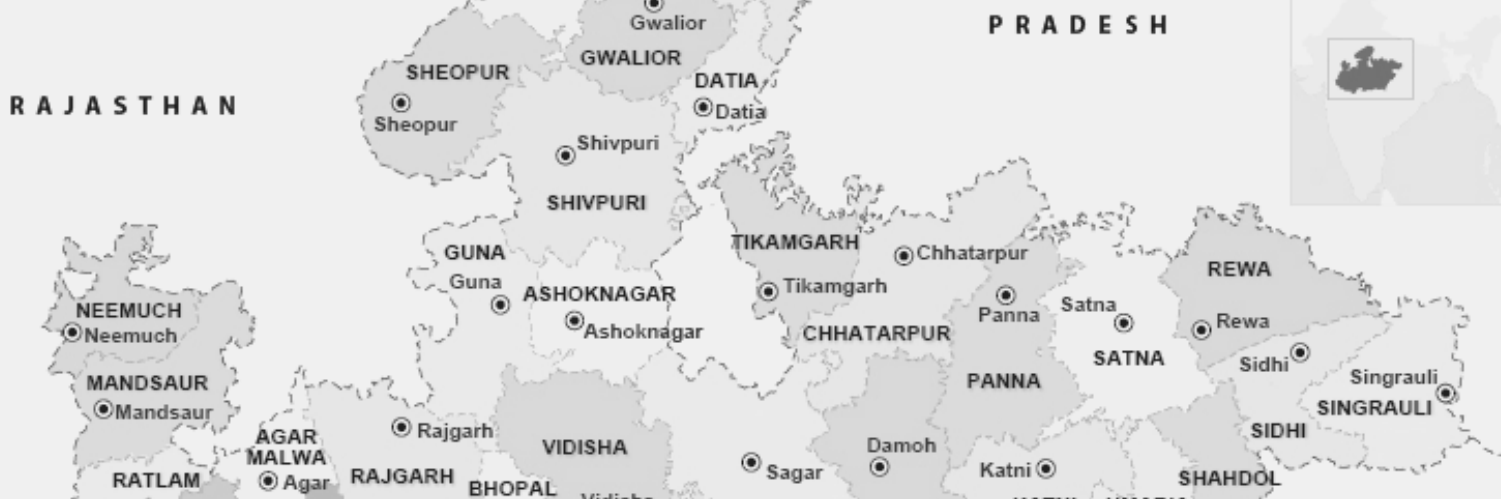 Gwalior
GWALIOR
PRADESH
SHEOPUR
Sheopur
DATIA
Datia
RAJASTHAN
Shivpuri
SHIVPURI
GUNA
Guna
ASHOKNAGAR
Ashoknagar
TIKAMGARH
Tikamgarh
Chhatarpur
CHHATARPUR
Panna
PANNA
Satna
SATNA
REWA
Rewa
Sidhi
SIDHI
Singrauli
SINGRAULI
NEEMUCH
Neemuch
MANDSAUR
Mandsaur
AGAR
MALWA
Agar
RATLAM
Rajgarh
RAJGARH
VIDISHA
BHOPAL
Sagar
Damoh
Katni
SHAHDOL